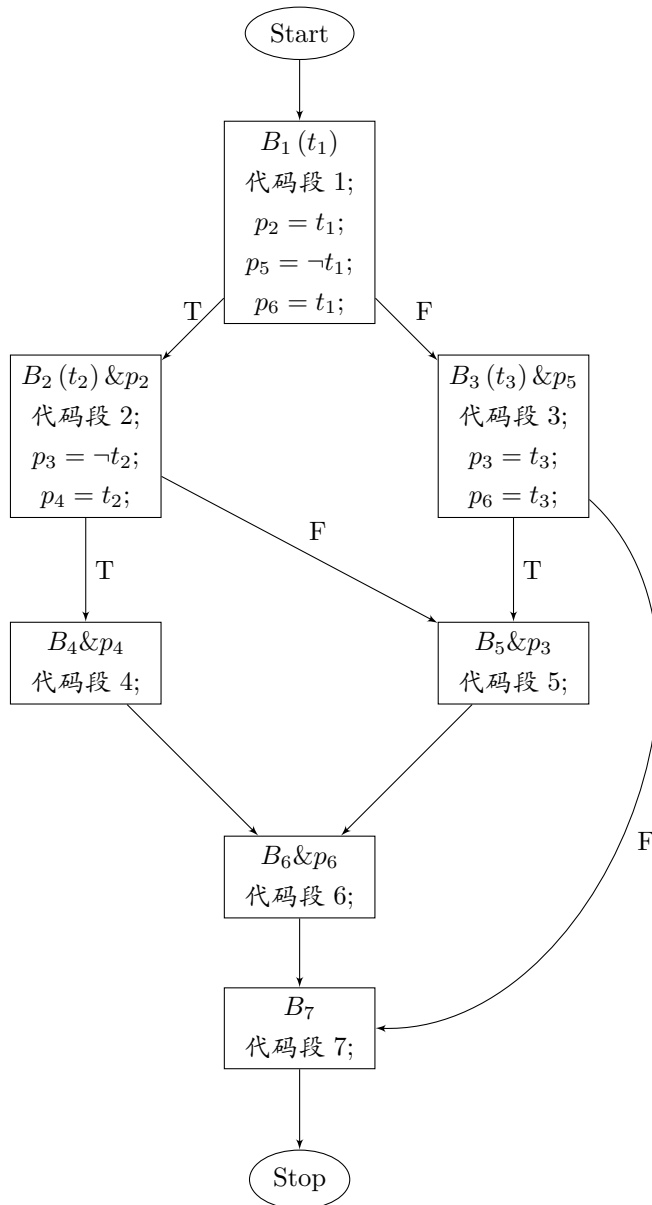 Start
B₁ (t₁)
代码段 1;
p₂ = t₁;
p₅ = ¬t₁;
p₆ = t₁;
T
F
B₂ (t₂) &p₂
代码段 2;
p₃ = ¬t₂;
p₄ = t₂;
B₃ (t₃) &p₅
代码段 3;
p₃ = t₃;
p₆ = t₃;
F
T
T
B₄&p₄
代码段 4;
B₅&p₃
代码段 5;
F
B₆&p₆
代码段 6;
B₇
代码段 7;
Stop